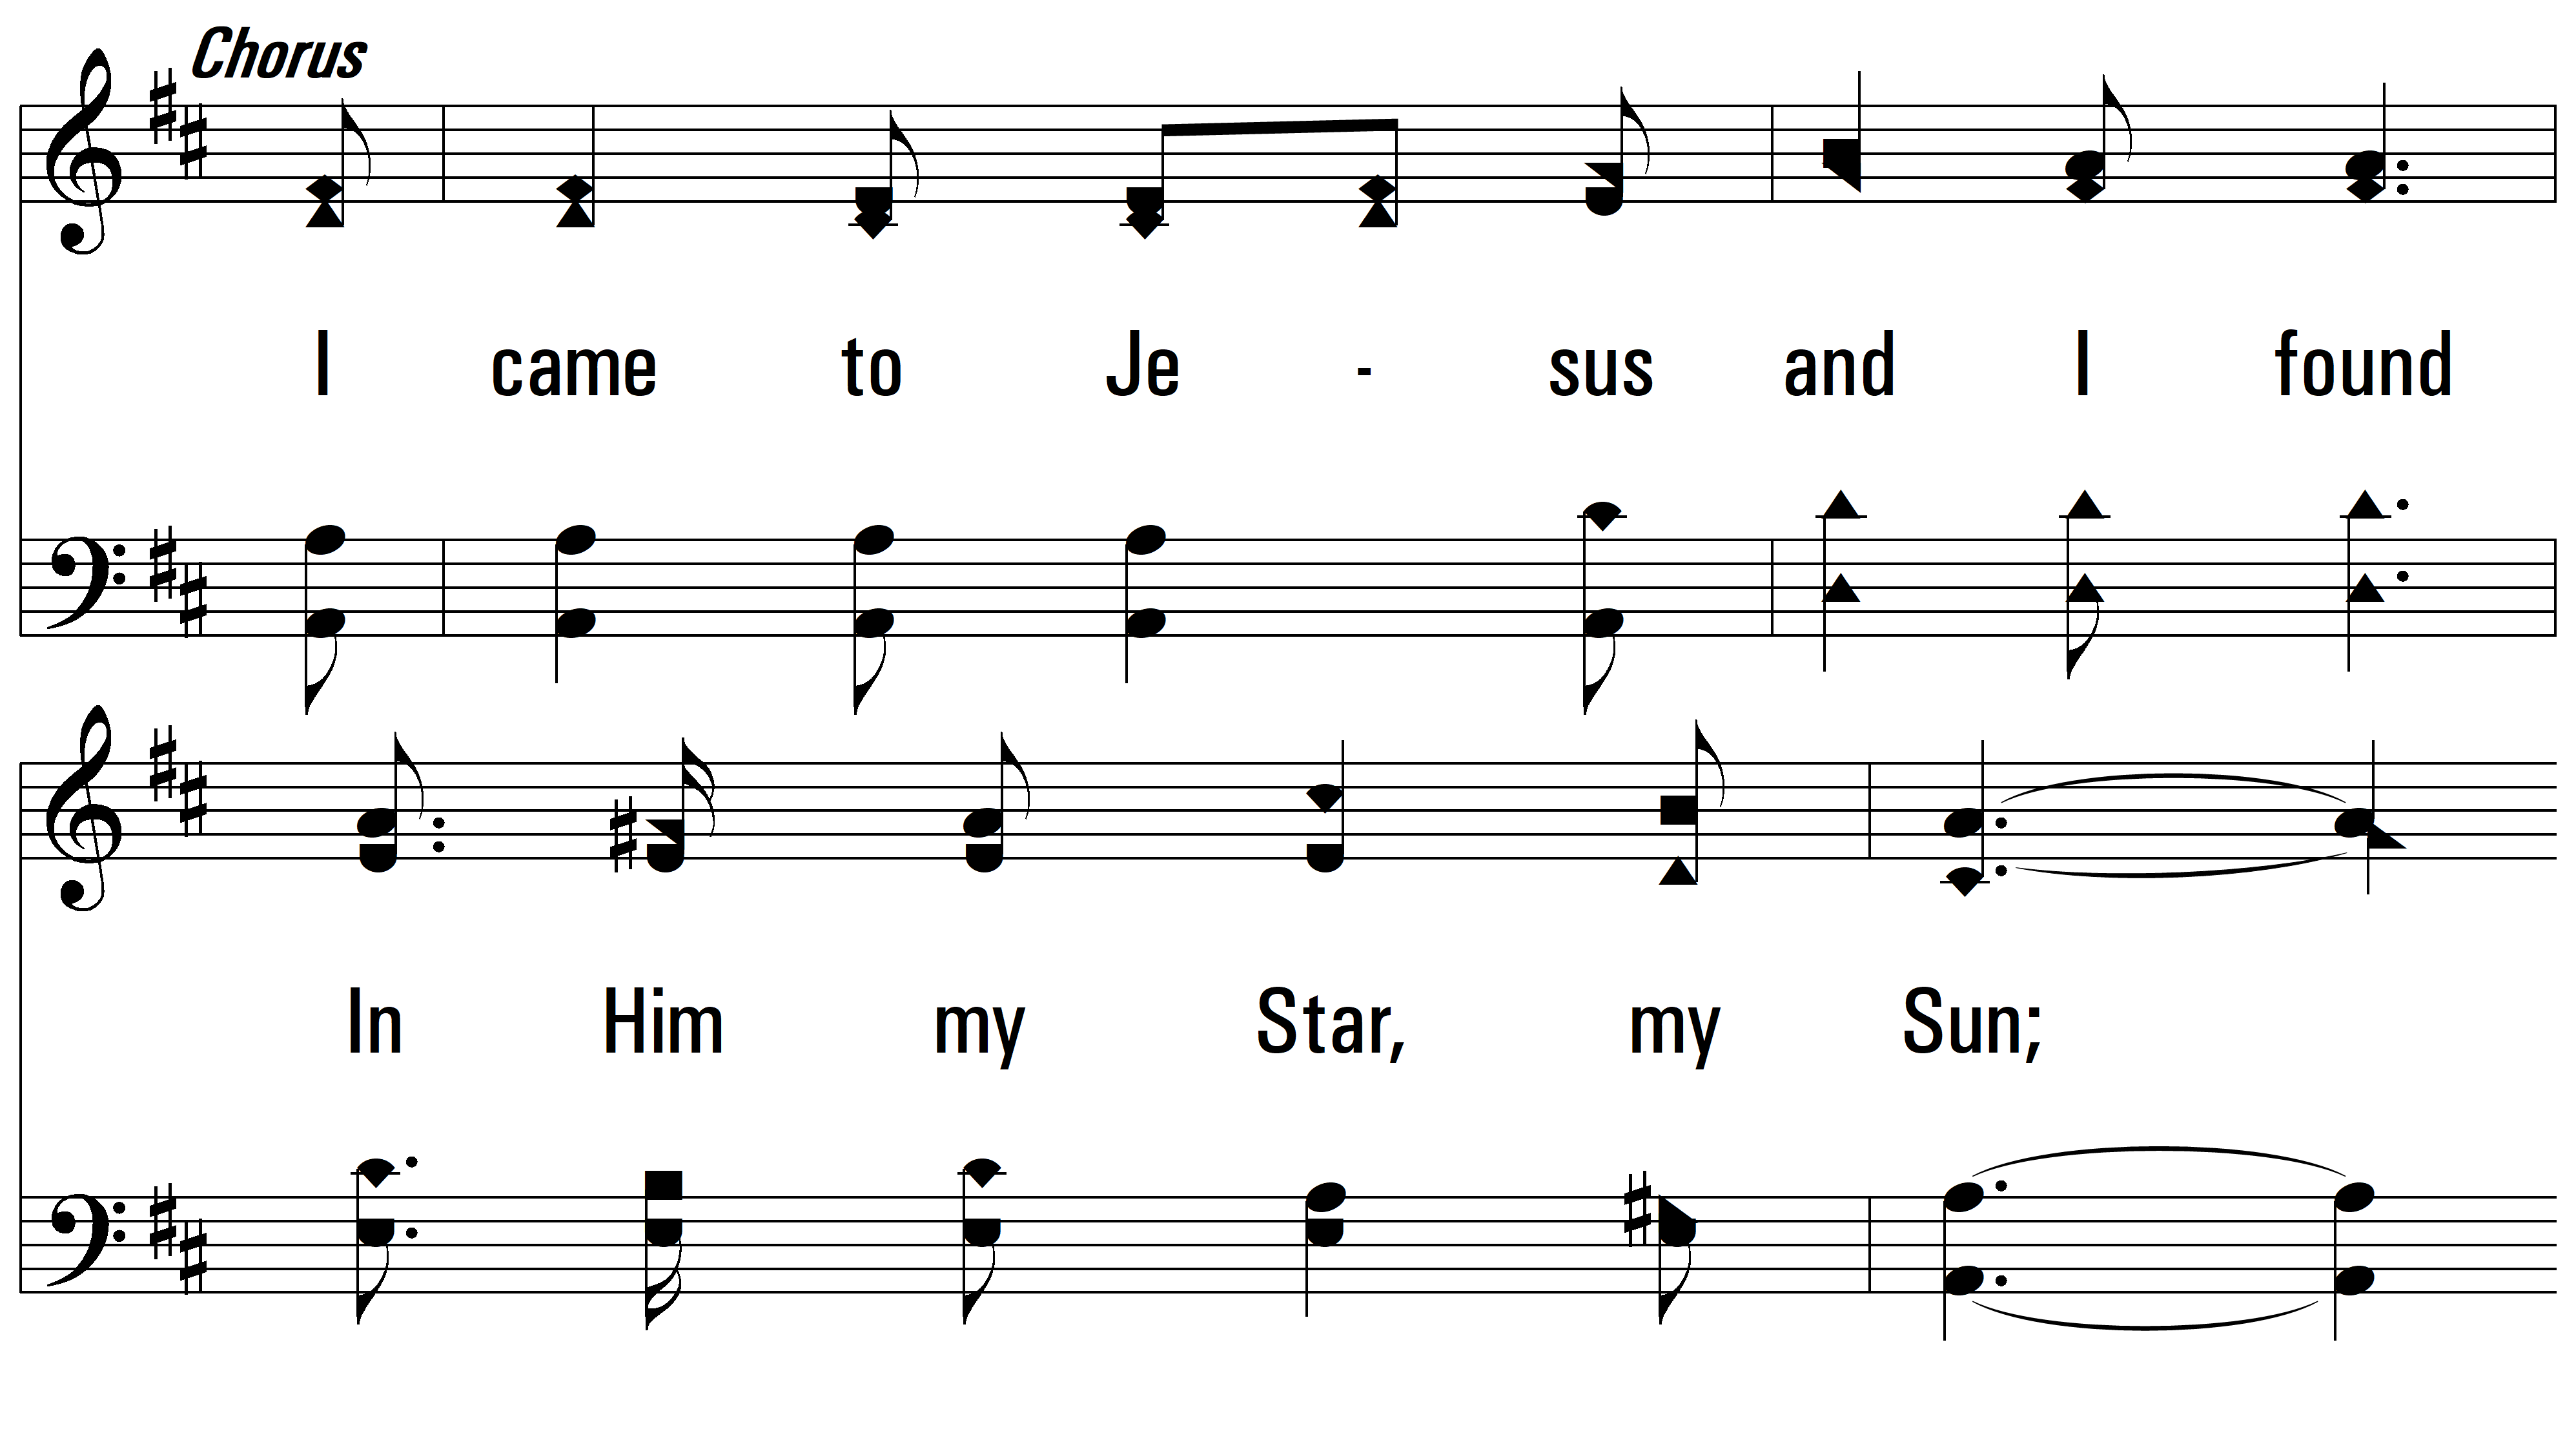 Chorus
I came to Je - sus and I found
In Him my Star, my Sun;